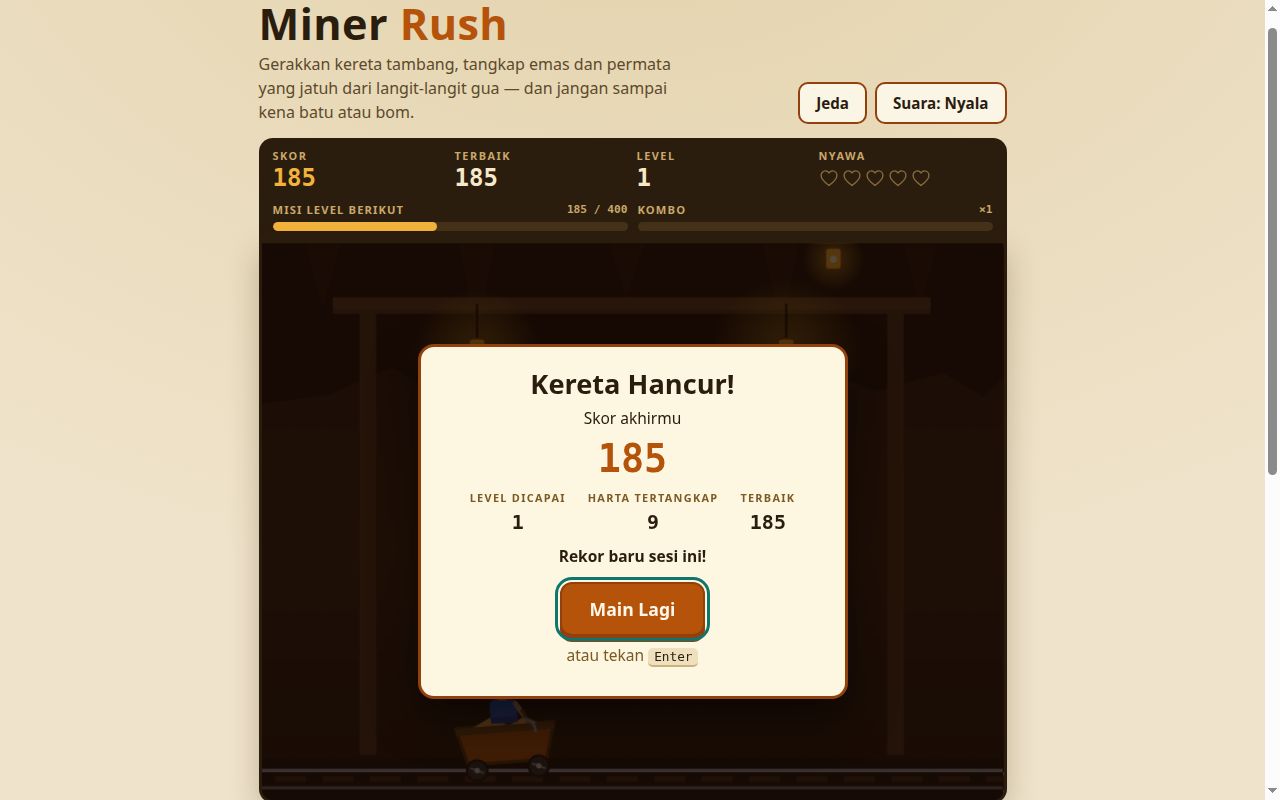 Miner Rush
Gerakkan kereta tambang, tangkap emas dan permata
yang jatuh dari langit-langit gua — dan jangan sampai
kena batu atau bom.
Jeda
Suara: Nyala
SKOR
185
TERBAIK
185
LEVEL
1
NYAWA
MISI LEVEL BERIKUT
185 / 400
KOMBO
×1
Kereta Hancur!
Skor akhirmu
185
LEVEL DICAPAI
1
HARTA TERTANGKAP
9
TERBAIK
185
Rekor baru sesi ini!
Main Lagi
atau tekan Enter